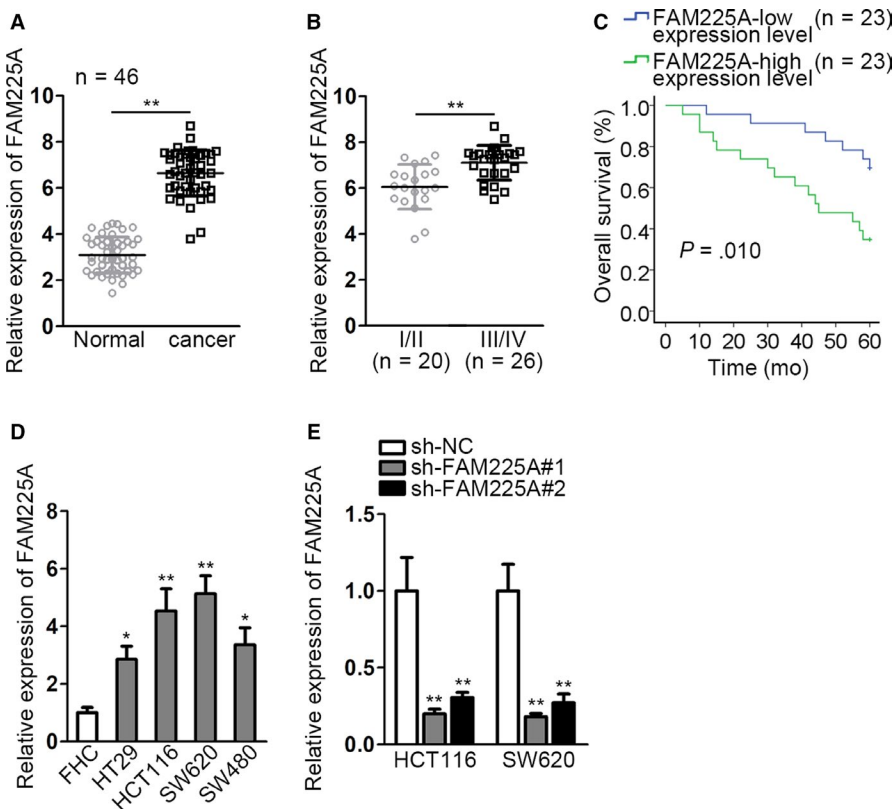 A
Relative expression of FAM225A
n = 46
**
10
8
6
4
2
0
Normal
cancer
B
Relative expression of FAM225A
**
10
8
6
4
2
0
I/II
(n = 20)
III/IV
(n = 26)
C
FAM225A-low (n = 23)
expression level
FAM225A-high (n = 23)
expression level
Overall survival (%)
1.0
0.8
0.6
0.4
0.2
0.0
P = .010
0 10 20 30 40 50 60
Time (mo)
D
Relative expression of FAM225A
8
6
4
2
0
*
**
**
*
FHC
HT29
HCT116
SW620
SW480
E
sh-NC
sh-FAM225A#1
sh-FAM225A#2
Relative expression of FAM225A
1.5
1.0
0.5
0.0
** **
** **
HCT116
SW620